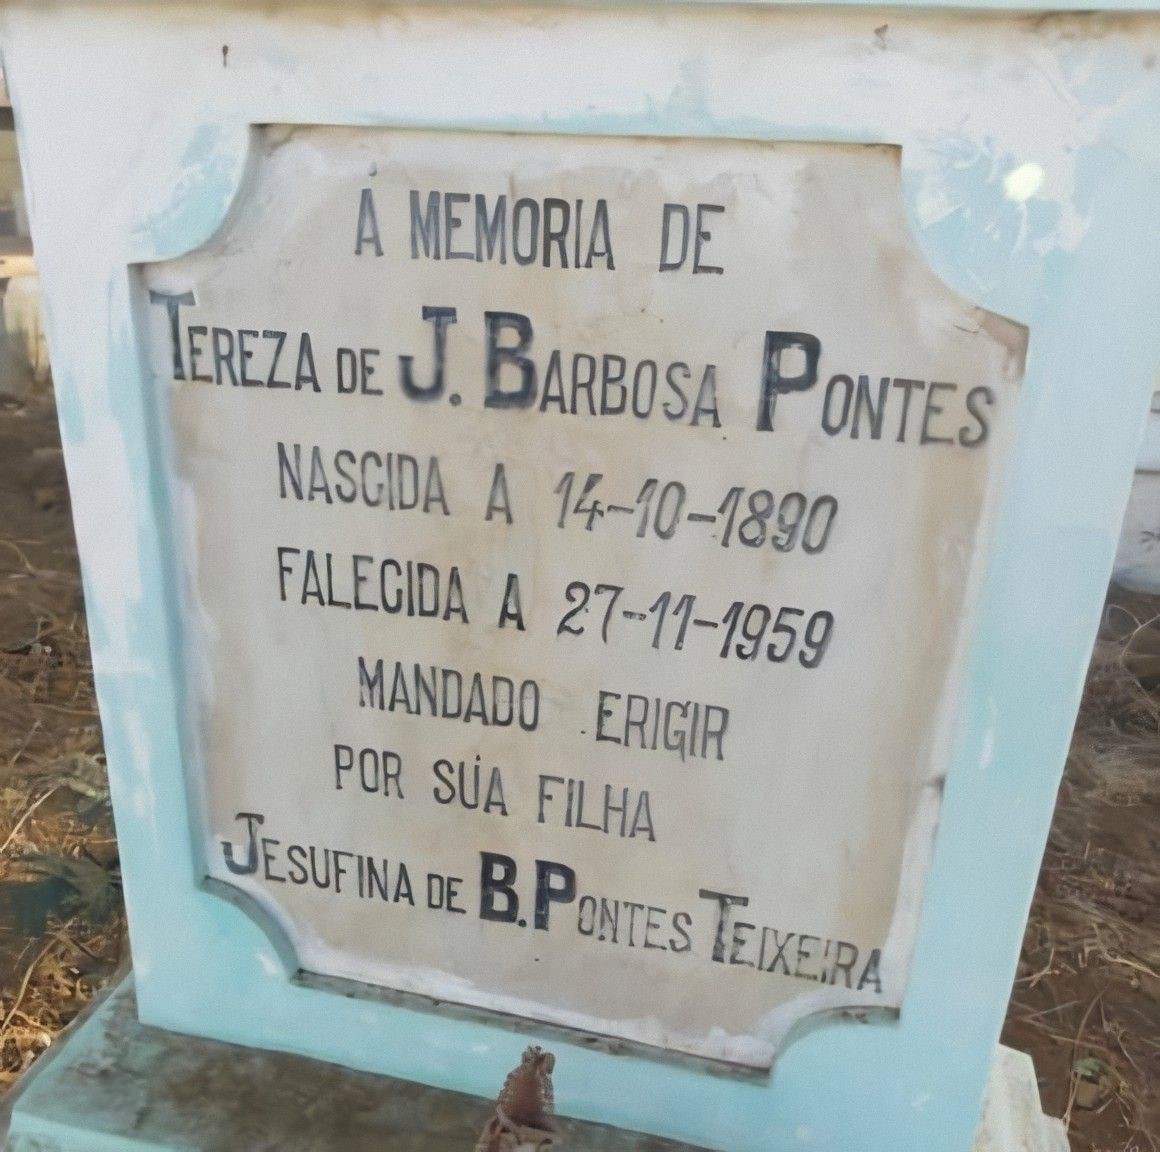 Á MEMORIA DE
TEREZA DE J. BARBOSA PONTES
NASCIDA A 14-10-1890
FALECIDA A 27-11-1959
MANDADO ERIGIR
POR SÚA FILHA
JESUFINA DE B. PONTES TEIXEIRA